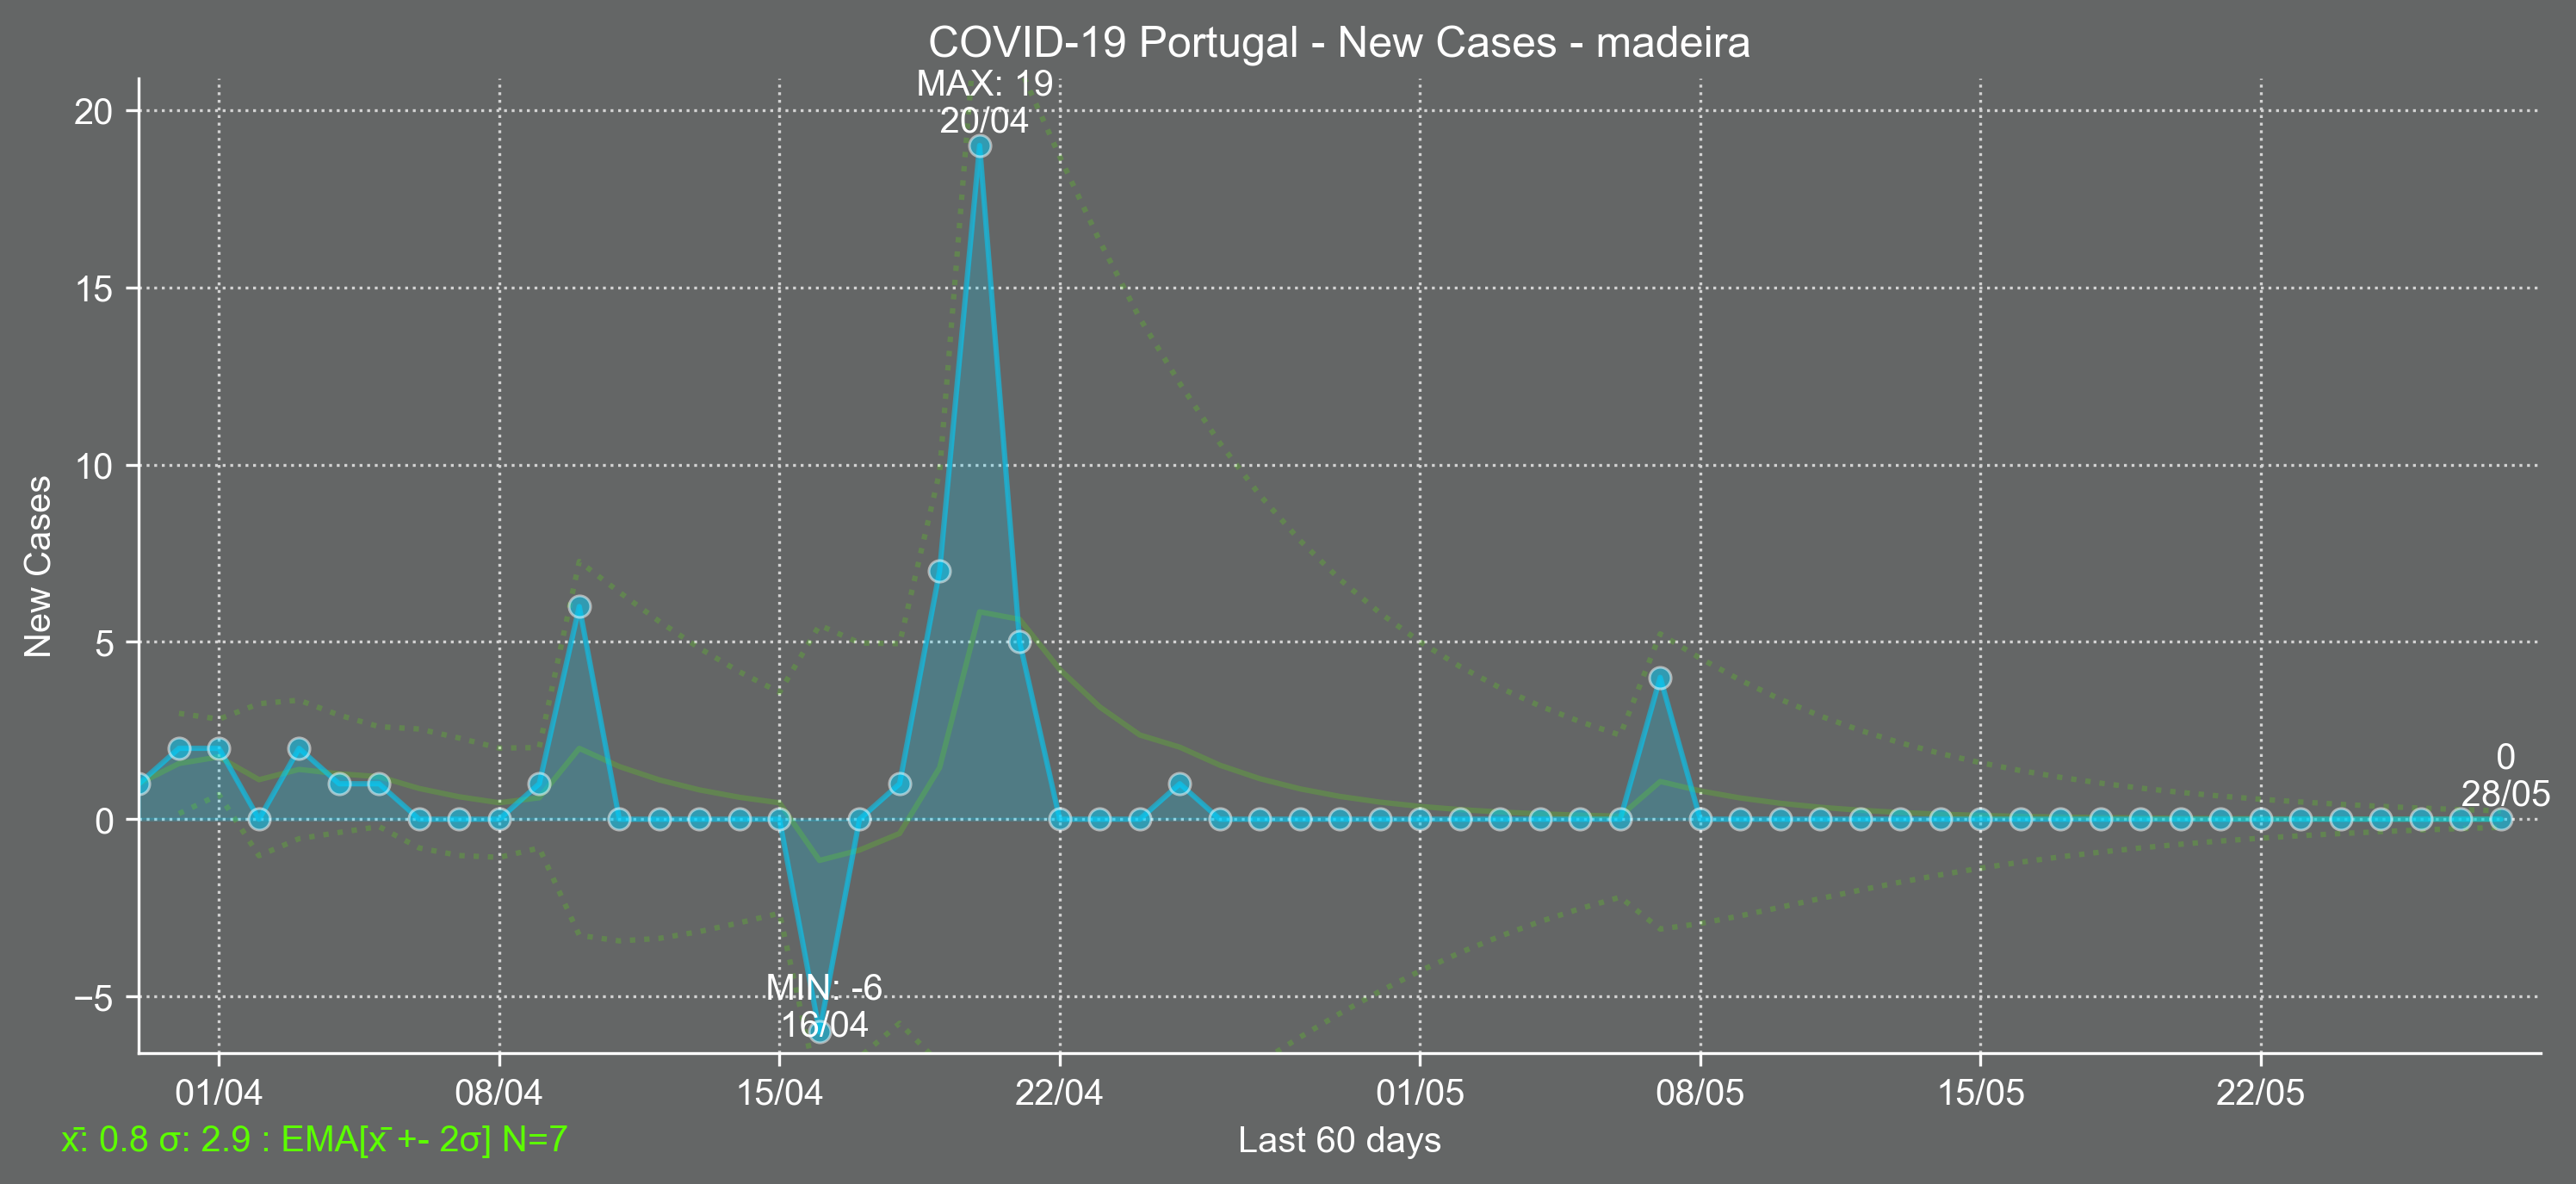 COVID-19 Portugal - New Cases - madeira
MAX: 19
20/04
20
15
10
5
0
−5
New Cases
0
28/05
MIN: -6
16/04
01/04 08/04 15/04 22/04 01/05 08/05 15/05 22/05
x̄: 0.8 σ: 2.9 : EMA[x̄ +- 2σ] N=7
Last 60 days